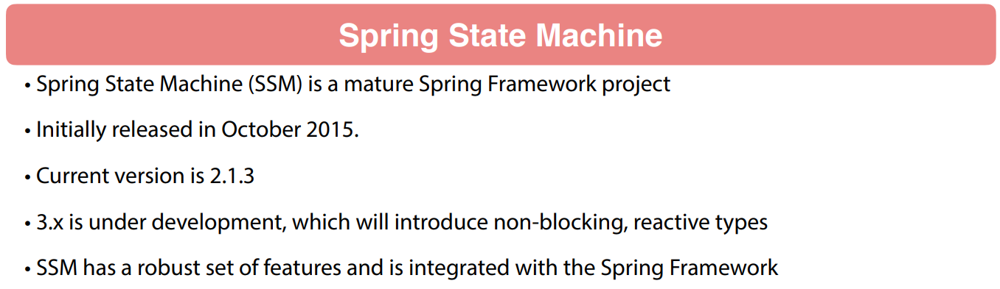 Spring State Machine
• Spring State Machine (SSM) is a mature Spring Framework project
• Initially released in October 2015.
• Current version is 2.1.3
• 3.x is under development, which will introduce non-blocking, reactive types
• SSM has a robust set of features and is integrated with the Spring Framework